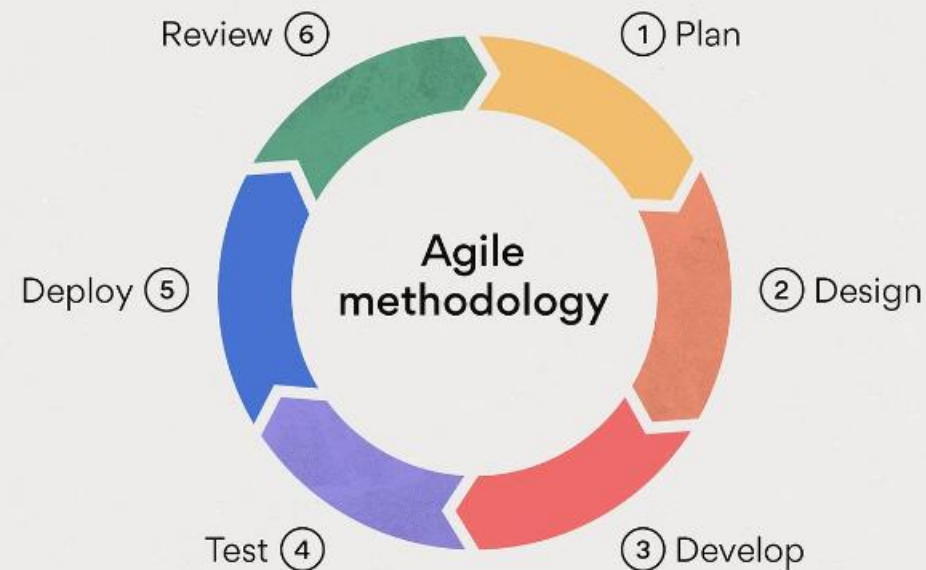 Review 6
1 Plan
Agile
methodology
Deploy 5
2 Design
Test 4
3 Develop